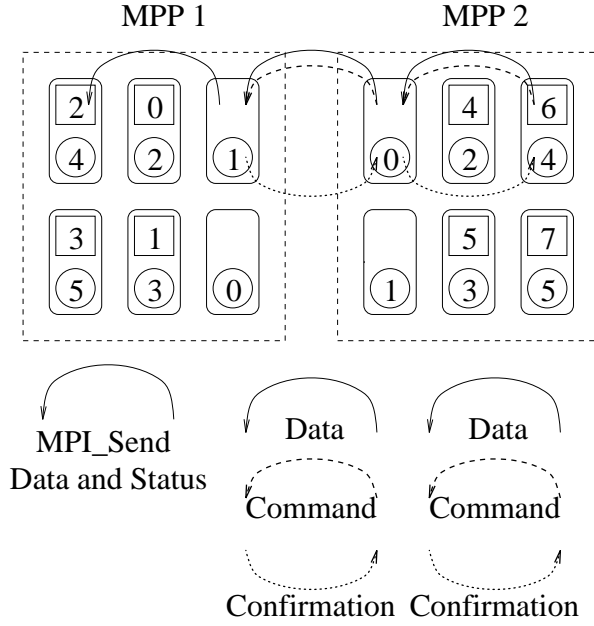 MPP 1 MPP 2
2 0 4 6
4 2 1 0 2 4
3 1 5 7
5 3 0 1 3 5
MPI_Send Data Data
Data and Status Command Command
Confirmation Confirmation